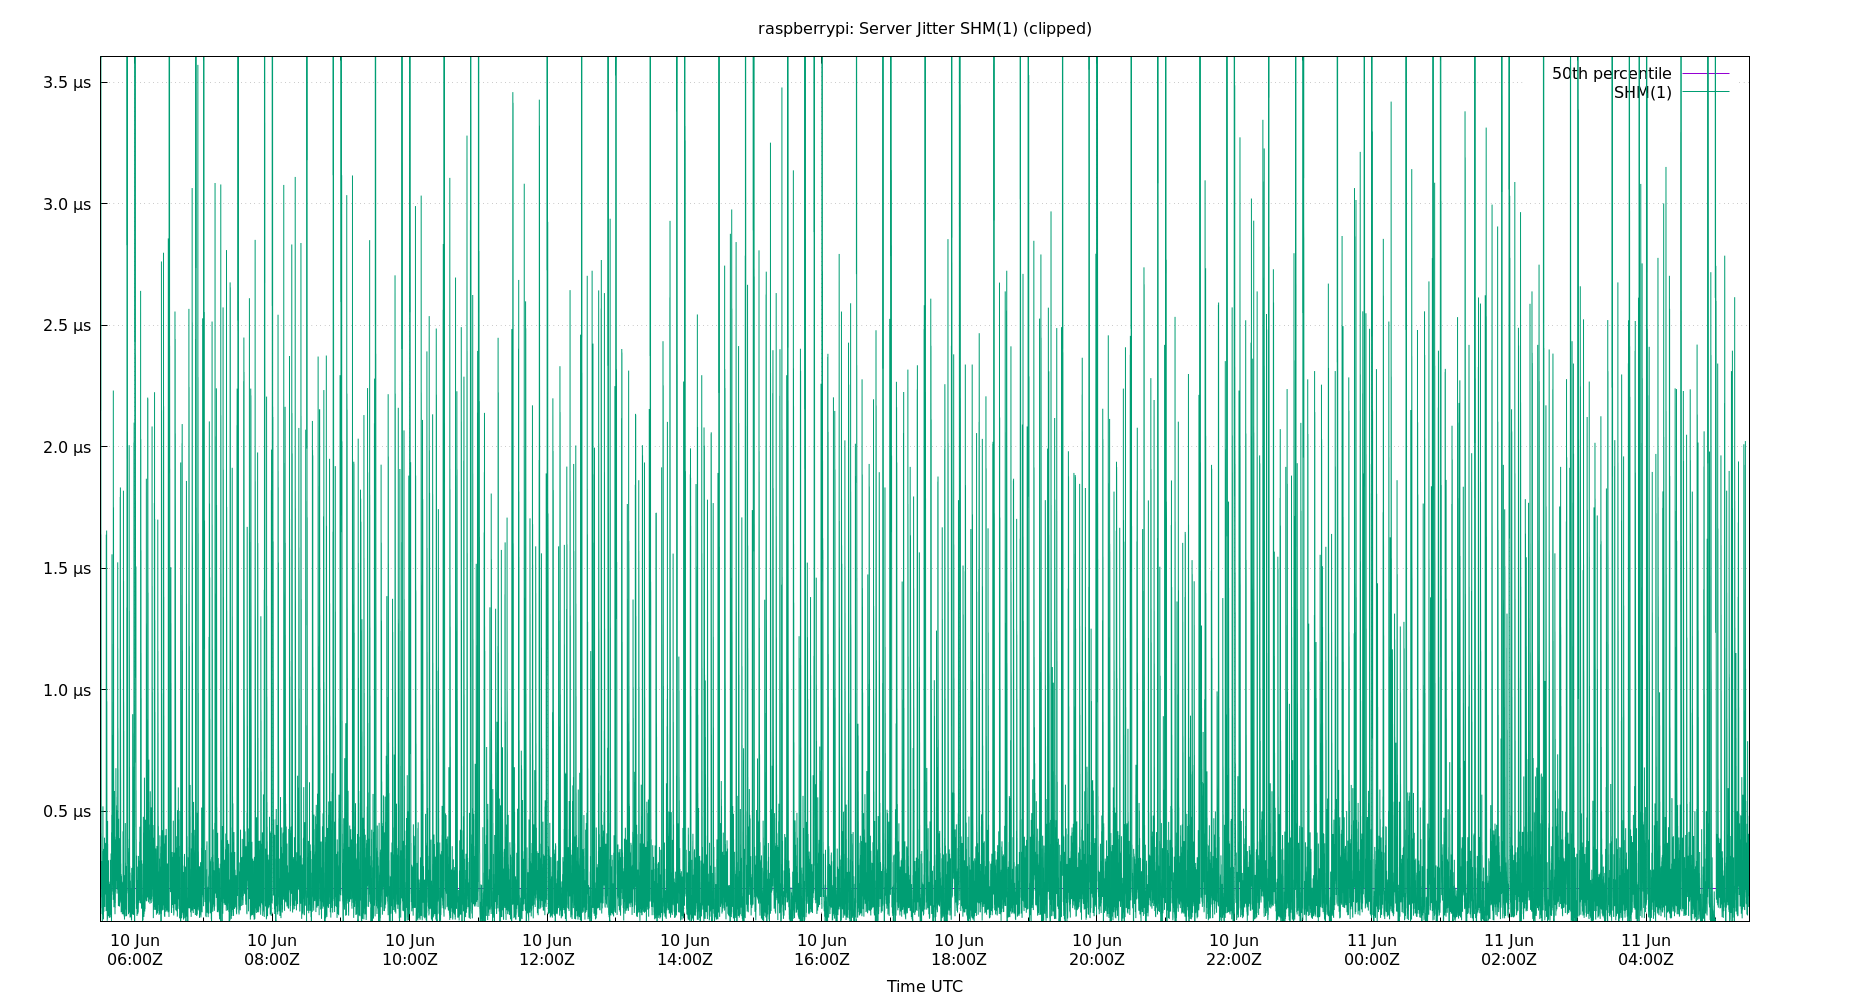 raspberrypi: Server Jitter SHM(1) (clipped)
50th percentile
SHM(1)
3.5 µs
3.0 µs
2.5 µs
2.0 µs
1.5 µs
1.0 µs
0.5 µs
10 Jun 10 Jun 10 Jun 10 Jun 10 Jun 10 Jun 10 Jun 10 Jun 10 Jun 11 Jun 11 Jun 11 Jun
06:00Z 08:00Z 10:00Z 12:00Z 14:00Z 16:00Z 18:00Z 20:00Z 22:00Z 00:00Z 02:00Z 04:00Z
Time UTC